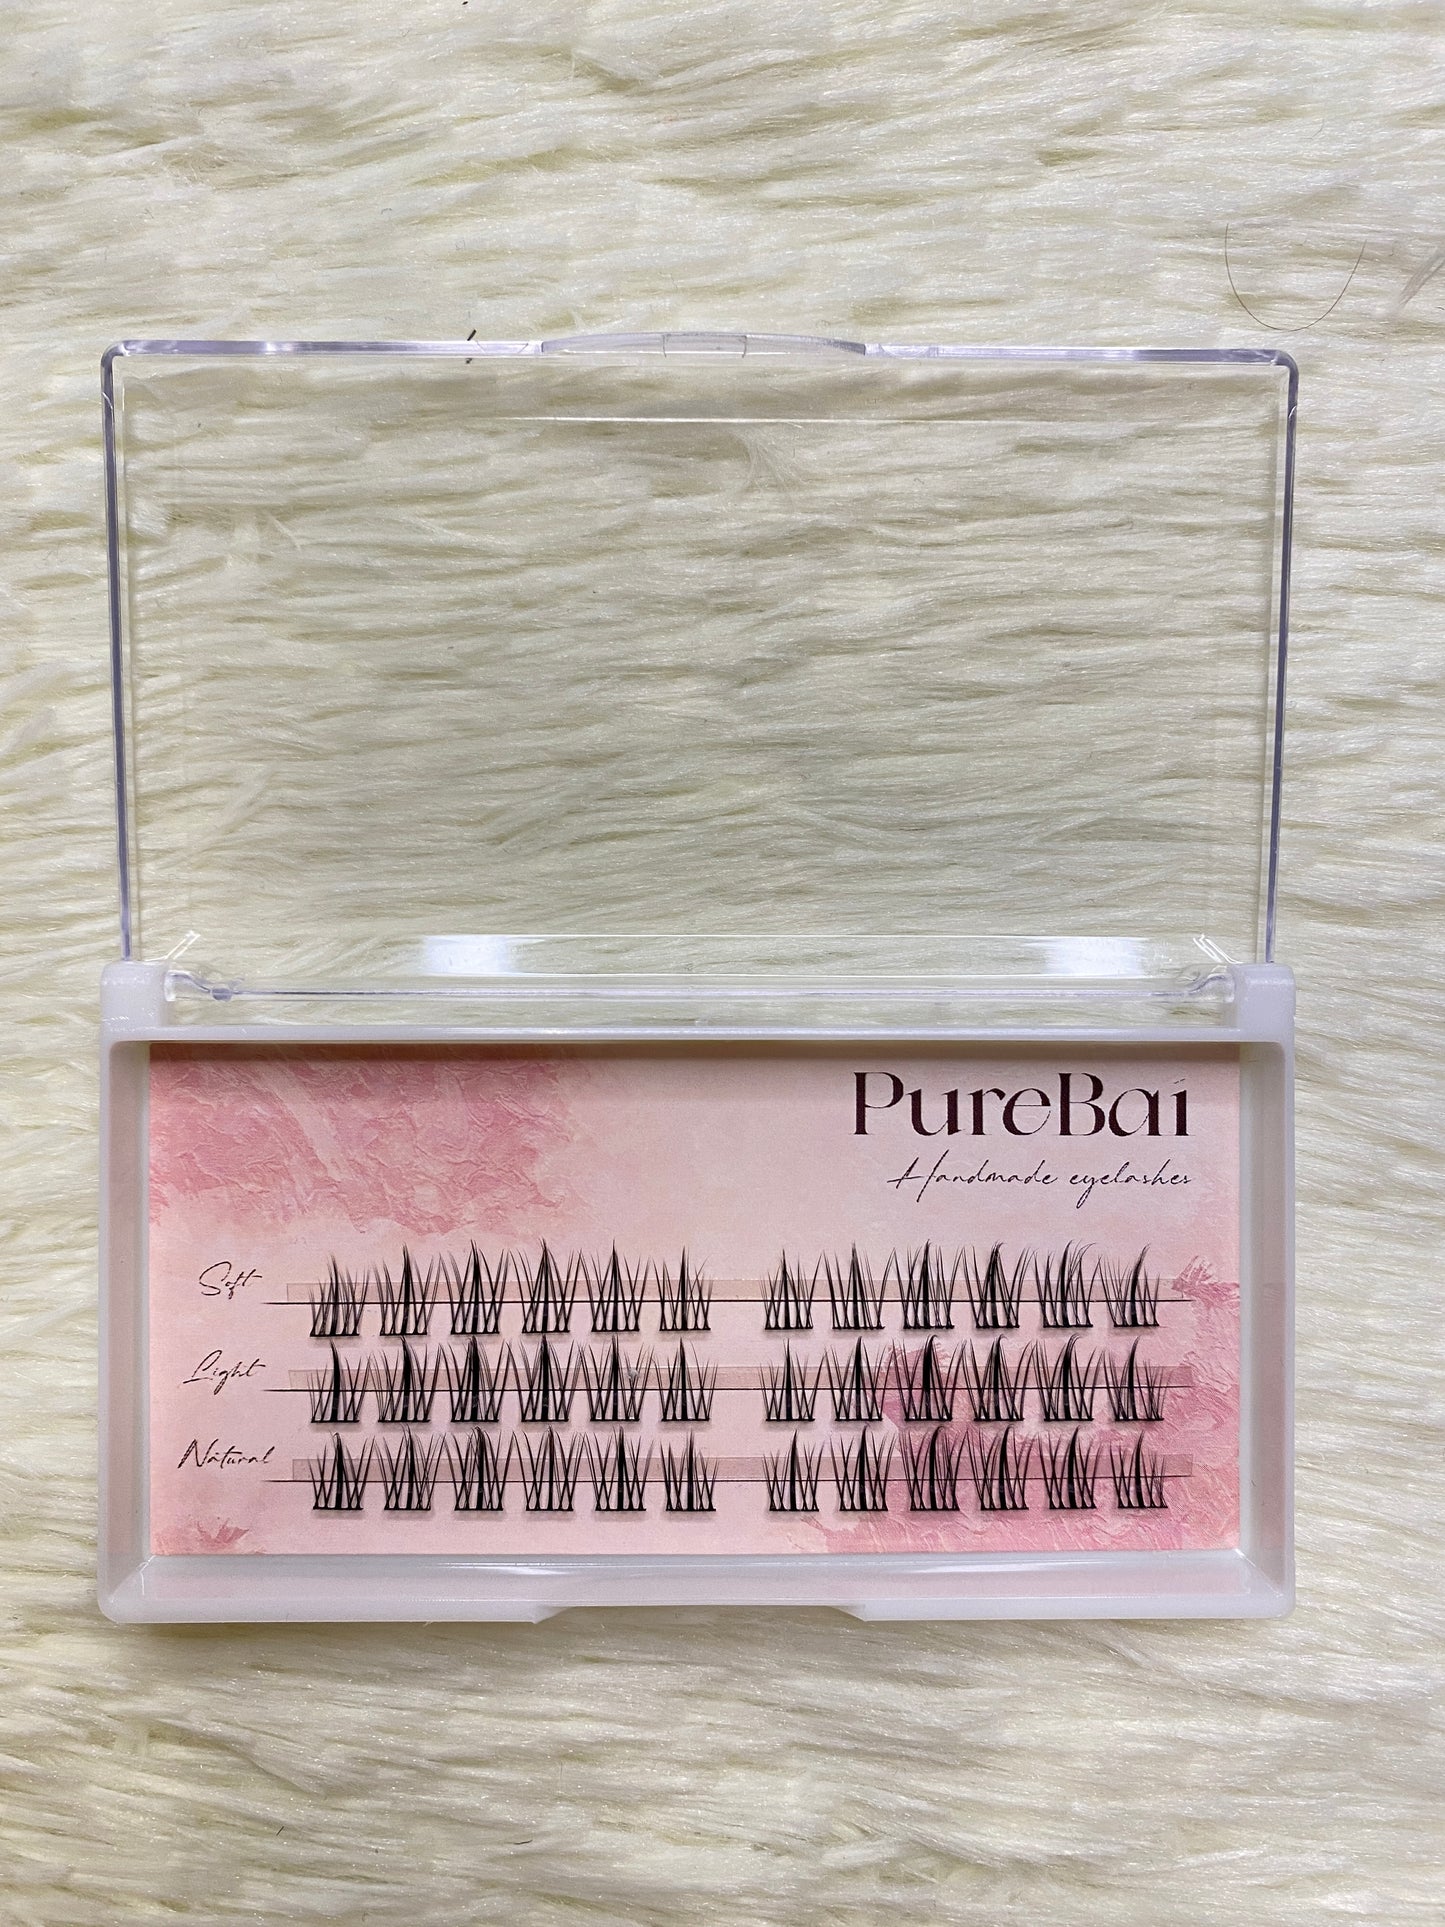 PureBai
Handmade eyelashes
Soft
Light
Natural